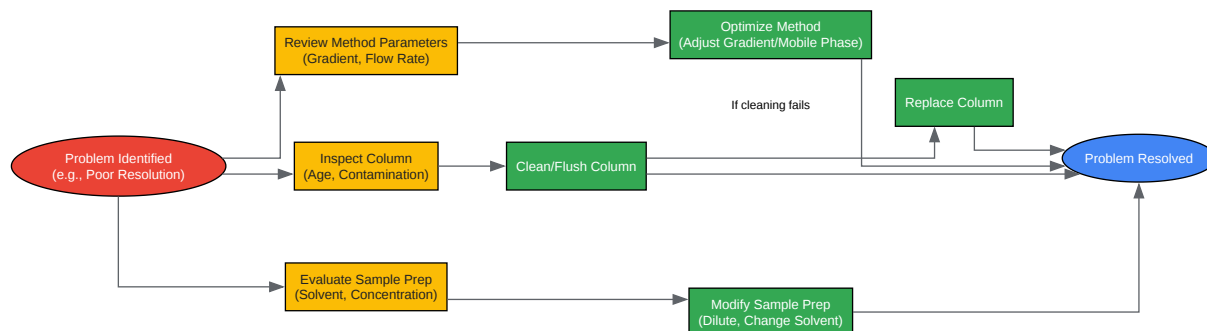 Review Method Parameters
(Gradient, Flow Rate)
Optimize Method
(Adjust Gradient/Mobile Phase)
If cleaning fails
Replace Column
Problem Identified
(e.g., Poor Resolution)
Inspect Column
(Age, Contamination)
Clean/Flush Column
Problem Resolved
Evaluate Sample Prep
(Solvent, Concentration)
Modify Sample Prep
(Dilute, Change Solvent)